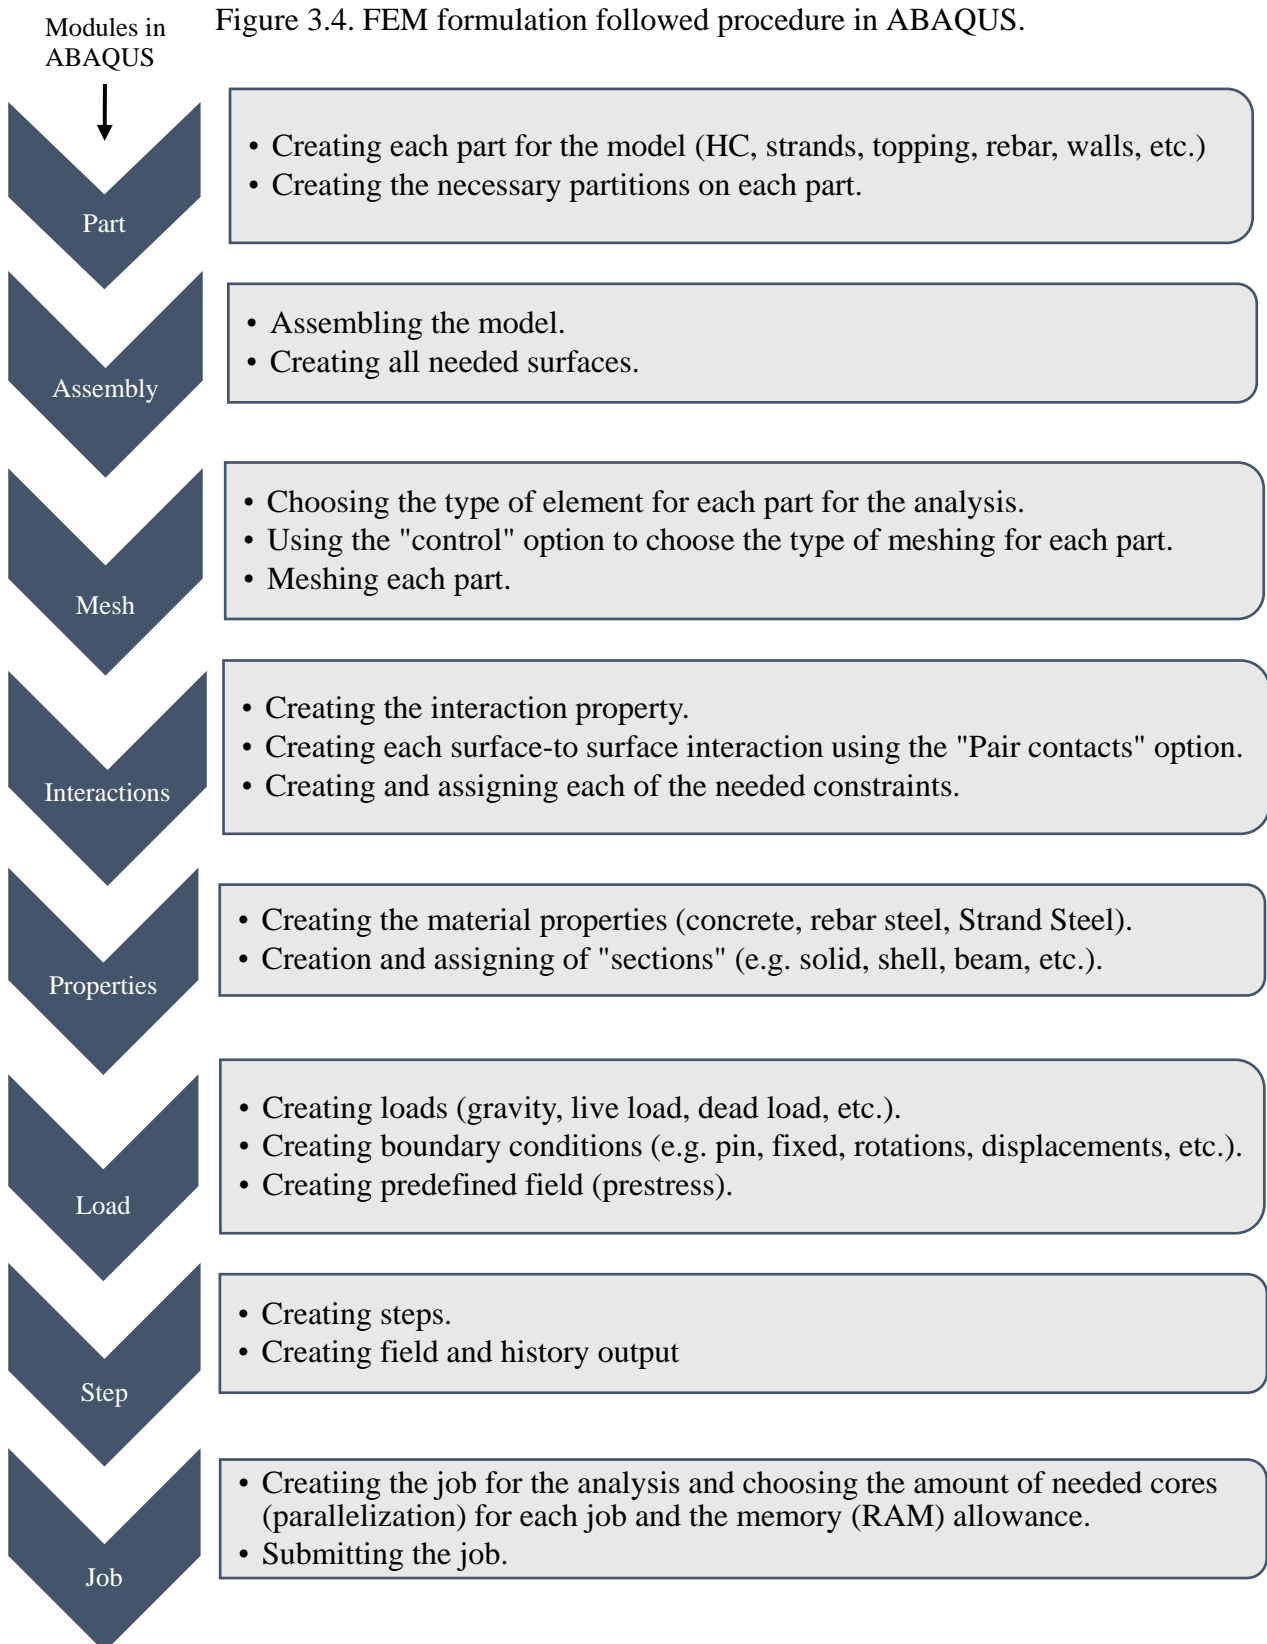 Figure 3.4. FEM formulation followed procedure in ABAQUS.
Modules in
ABAQUS
Part
• Creating each part for the model (HC, strands, topping, rebar, walls, etc.)
• Creating the necessary partitions on each part.
Assembly
• Assembling the model.
• Creating all needed surfaces.
Mesh
• Choosing the type of element for each part for the analysis.
• Using the "control" option to choose the type of meshing for each part.
• Meshing each part.
Interactions
• Creating the interaction property.
• Creating each surface-to surface interaction using the "Pair contacts" option.
• Creating and assigning each of the needed constraints.
Properties
• Creating the material properties (concrete, rebar steel, Strand Steel).
• Creation and assigning of "sections" (e.g. solid, shell, beam, etc.).
Load
• Creating loads (gravity, live load, dead load, etc.).
• Creating boundary conditions (e.g. pin, fixed, rotations, displacements, etc.).
• Creating predefined field (prestress).
Step
• Creating steps.
• Creating field and history output
Job
• Creatiing the job for the analysis and choosing the amount of needed cores
(parallelization) for each job and the memory (RAM) allowance.
• Submitting the job.